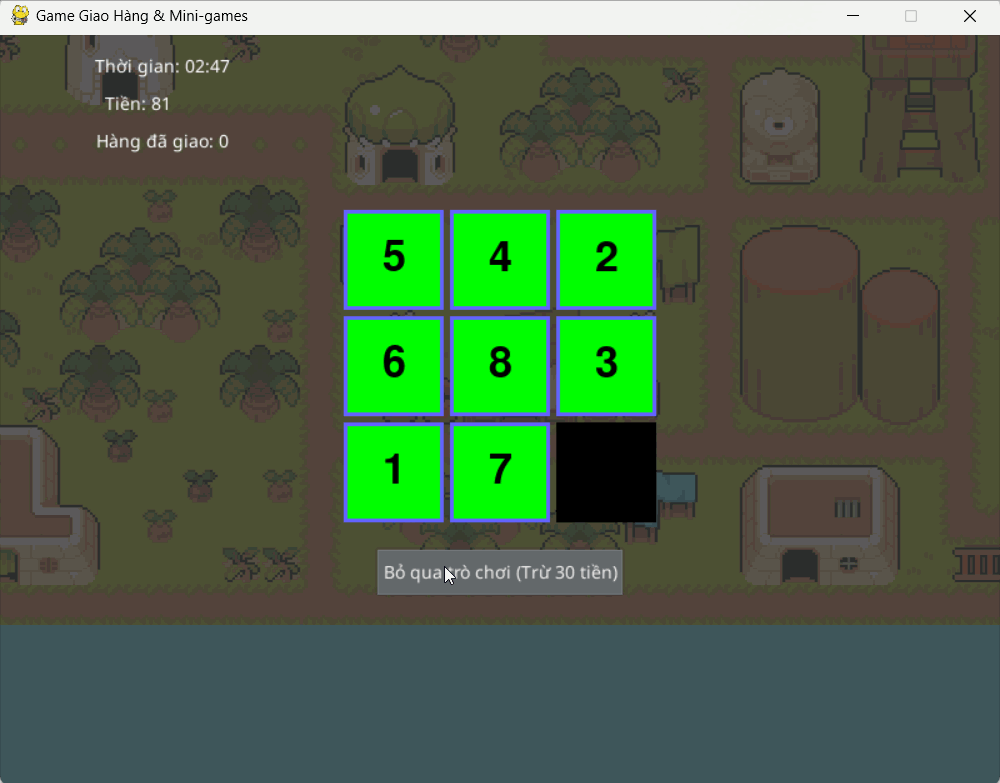 Game Giao Hàng & Mini-games
Thời gian: 02:47
Tiền: 81
Hàng đã giao: 0
5 4 2
6 8 3
1 7
Bỏ qua trò chơi (Trừ 30 tiền)